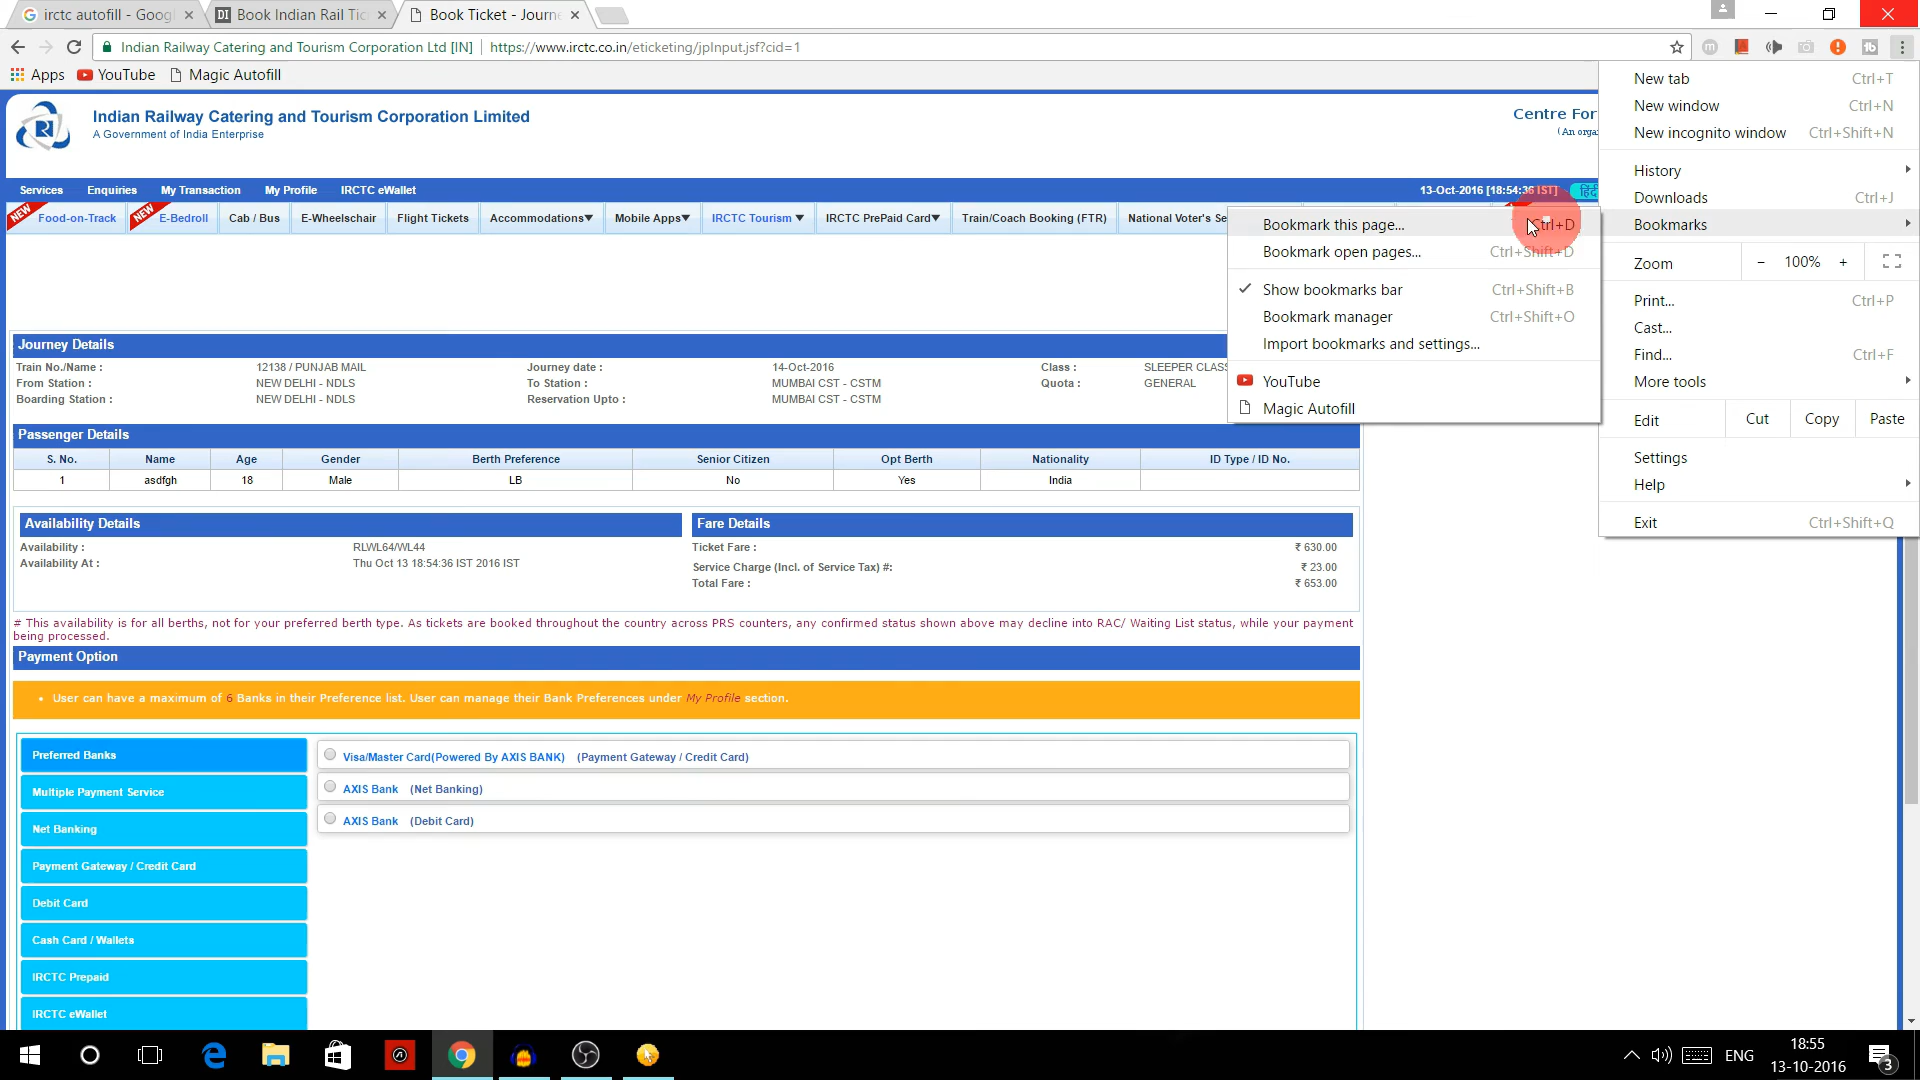 irctc autofill - Goog
Book Indian Rail Tic
Book Ticket - Journe
Indian Railway Catering and Tourism Corporation Ltd [IN]
https://www.irctc.co.in/eticketing/jpInput.jsf?cid=1
Apps
YouTube
Magic Autofill
Indian Railway Catering and Tourism Corporation Limited
A Government of India Enterprise
Centre For
(An orga
Services Enquiries My Transaction My Profile IRCTC eWallet
13-Oct-2016 [18:54:36 IST]
NEW Food-on-Track NEW E-Bedroll Cab / Bus E-Wheelchair Flight Tickets Accommodations▼ Mobile Apps▼ IRCTC Tourism ▼ IRCTC PrePaid Card▼ Train/Coach Booking (FTR) National Voter's Se
New tab Ctrl+T
New window Ctrl+N
New incognito window Ctrl+Shift+N
History
Downloads Ctrl+J
Bookmarks
Zoom − 100% +
Print... Ctrl+P
Cast...
Find... Ctrl+F
More tools
Edit Cut Copy Paste
Settings
Help
Exit Ctrl+Shift+Q
Bookmark this page... Ctrl+D
Bookmark open pages... Ctrl+Shift+D
Show bookmarks bar Ctrl+Shift+B
Bookmark manager Ctrl+Shift+O
Import bookmarks and settings...
YouTube
Magic Autofill
Journey Details
Train No./Name : 12138 / PUNJAB MAIL Journey date : 14-Oct-2016 Class : SLEEPER CLAS
From Station : NEW DELHI - NDLS To Station : MUMBAI CST - CSTM Quota : GENERAL
Boarding Station : NEW DELHI - NDLS Reservation Upto : MUMBAI CST - CSTM
Passenger Details
S. No. Name Age Gender Berth Preference Senior Citizen Opt Berth Nationality ID Type / ID No.
1 asdfgh 18 Male LB No Yes India
Availability Details
Availability : RLWL64/WL44
Availability At : Thu Oct 13 18:54:36 IST 2016 IST
Fare Details
Ticket Fare : ₹ 630.00
Service Charge (Incl. of Service Tax) #: ₹ 23.00
Total Fare : ₹ 653.00
# This availability is for all berths, not for your preferred berth type. As tickets are booked throughout the country across PRS counters, any confirmed status shown above may decline into RAC/ Waiting List status, while your payment
being processed.
Payment Option
• User can have a maximum of 6 Banks in their Preference list. User can manage their Bank Preferences under My Profile section.
Preferred Banks
Multiple Payment Service
Net Banking
Payment Gateway / Credit Card
Debit Card
Cash Card / Wallets
IRCTC Prepaid
IRCTC eWallet
Visa/Master Card(Powered By AXIS BANK) (Payment Gateway / Credit Card)
AXIS Bank (Net Banking)
AXIS Bank (Debit Card)
ENG
18:55
13-10-2016
3